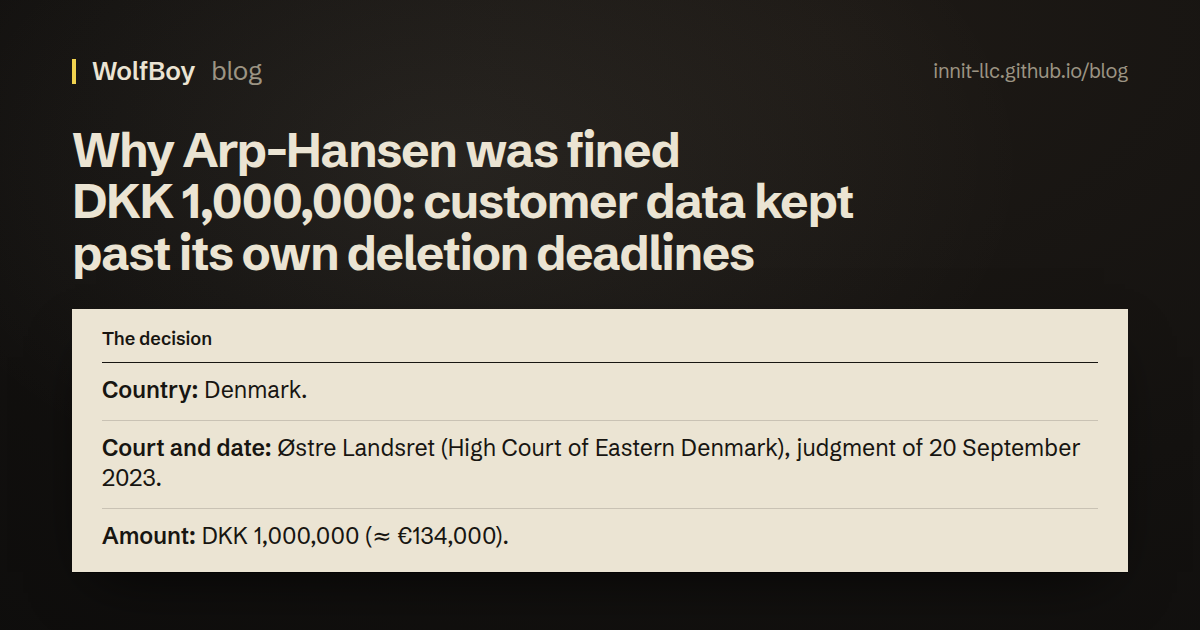 WolfBoy blog
innit-llc.github.io/blog
Why Arp-Hansen was fined
DKK 1,000,000: customer data kept
past its own deletion deadlines
The decision
Country: Denmark.
Court and date: Østre Landsret (High Court of Eastern Denmark), judgment of 20 September
2023.
Amount: DKK 1,000,000 (≈ €134,000).